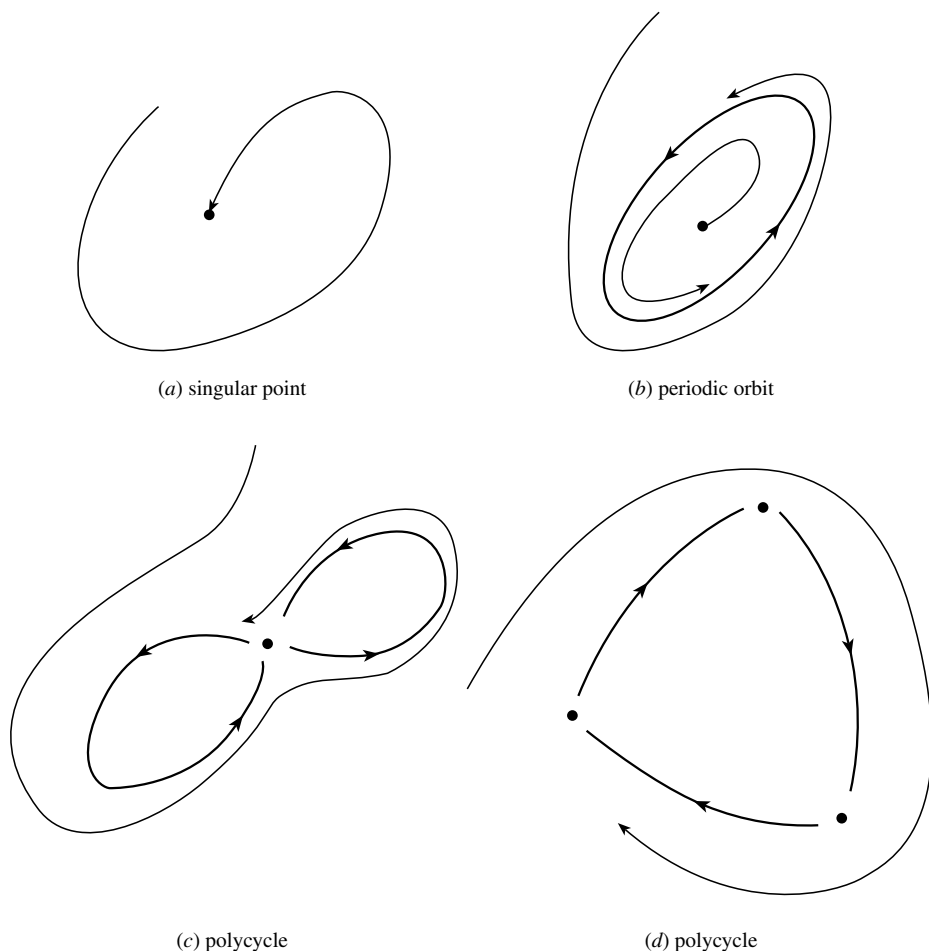 (a) singular point
(b) periodic orbit
(c) polycycle
(d) polycycle